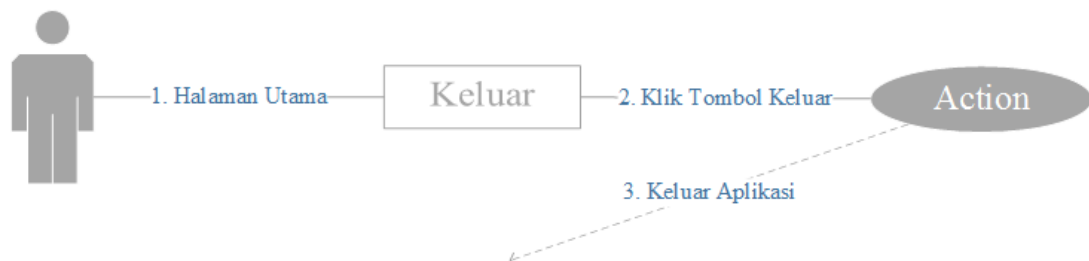 1. Halaman Utama
Keluar
2. Klik Tombol Keluar
Action
3. Keluar Aplikasi